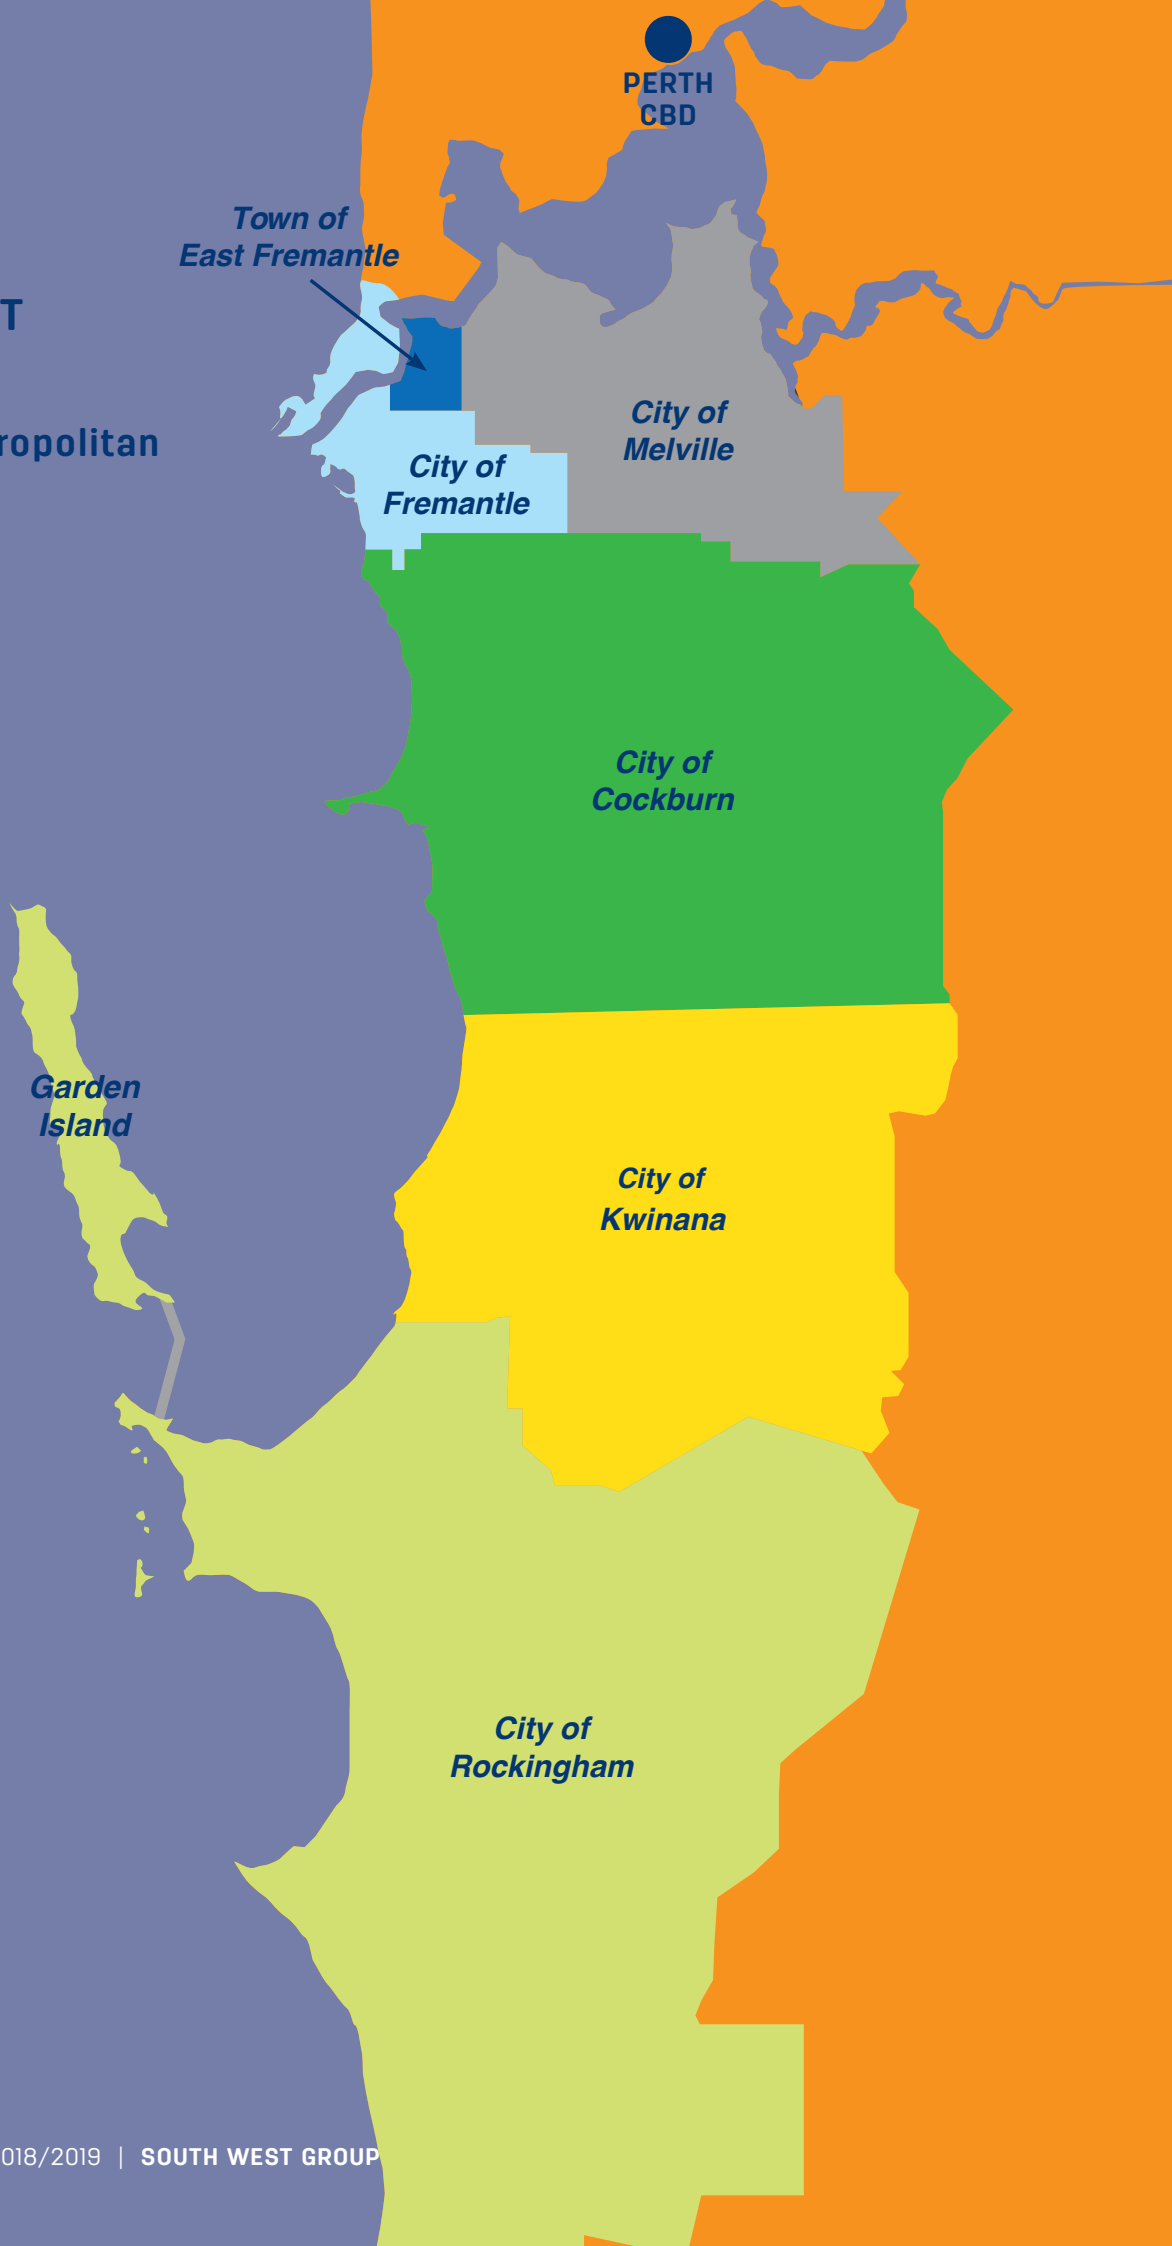 PERTH
CBD
Town of
East Fremantle
T
ropolitan
City of
Melville
City of
Fremantle
City of
Cockburn
Garden
Island
City of
Kwinana
City of
Rockingham
018/2019 | SOUTH WEST GROUP